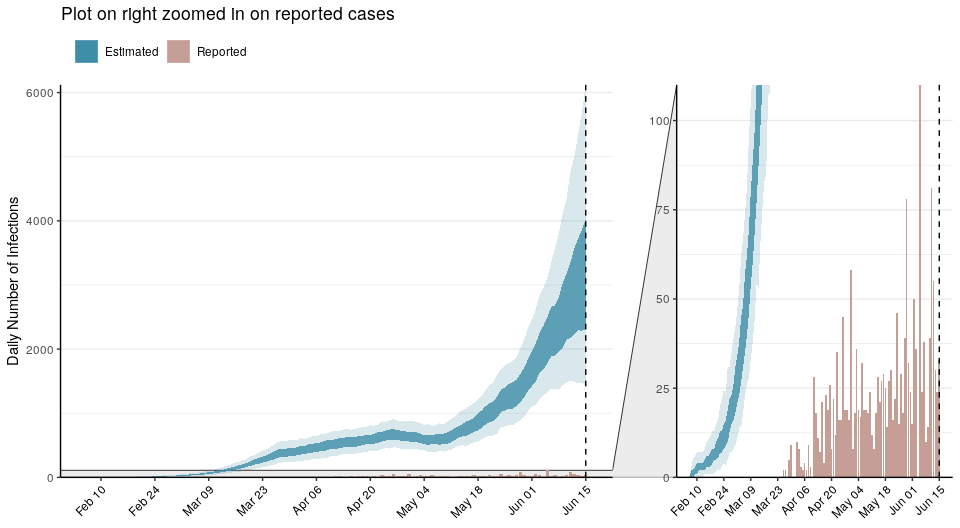 Plot on right zoomed in on reported cases
Estimated Reported
Daily Number of Infections
6000
4000
2000
0
Feb 10 Feb 24 Mar 09 Mar 23 Apr 06 Apr 20 May 04 May 18 Jun 01 Jun 15
100
75
50
25
0
Feb 10 Feb 24 Mar 09 Mar 23 Apr 06 Apr 20 May 04 May 18 Jun 01 Jun 15